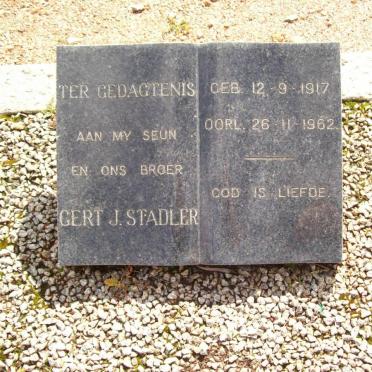 TER GEDAGTENIS
AAN MY SEUN
EN ONS BROER
GERT J. STADLER
GEB. 12-9-1917
OORL. 26-11-1962.
GOD IS LIEFDE.